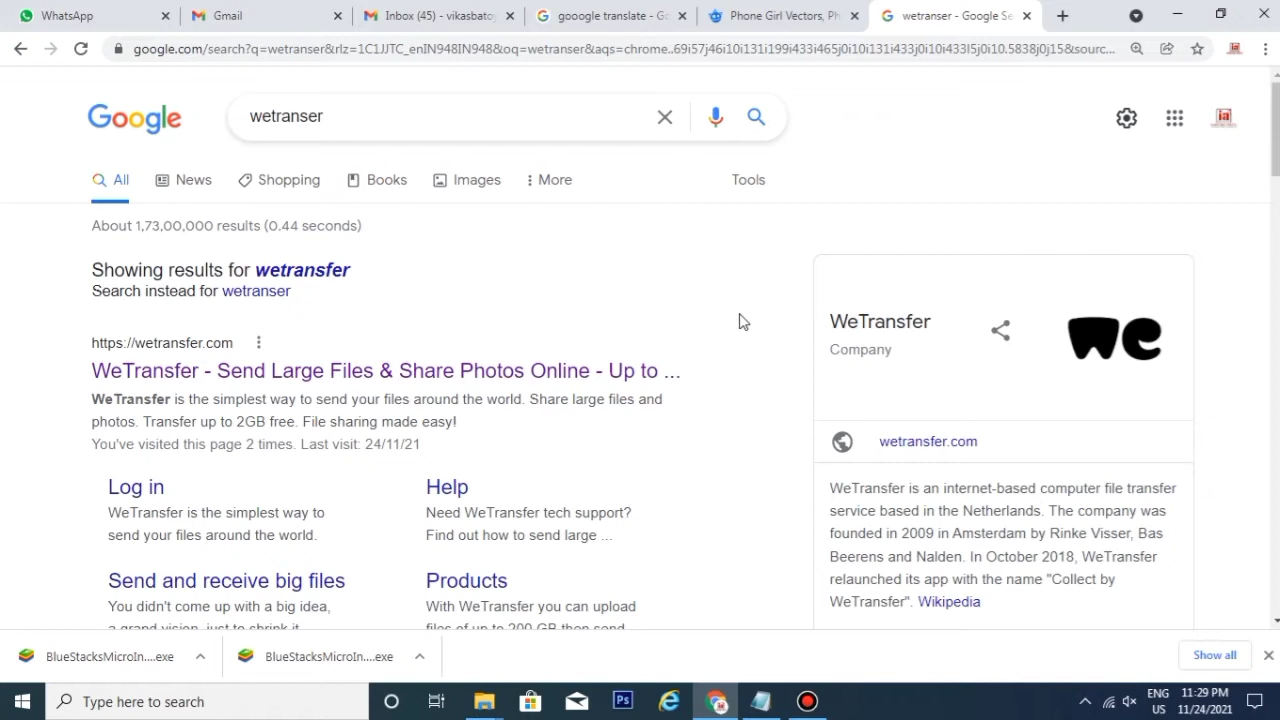 WhatsApp
Gmail
Inbox (45) - vikasbatoy
gooogle translate - Go
Phone Girl Vectors, Ph
wetranser - Google Se
google.com/search?q=wetranser&rlz=1C1JJTC_enIN948IN948&oq=wetranser&aqs=chrome..69i57j46i10i131i199i433i465j0i10i131i433j0i10i433l5j0i10.5838j0j15&sourc...
Google
wetranser
All
News
Shopping
Books
Images
More
Tools
About 1,73,00,000 results (0.44 seconds)
Showing results for wetransfer
Search instead for wetranser
https://wetransfer.com
WeTransfer - Send Large Files & Share Photos Online - Up to ...
WeTransfer is the simplest way to send your files around the world. Share large files and
photos. Transfer up to 2GB free. File sharing made easy!
You've visited this page 2 times. Last visit: 24/11/21
Log in
WeTransfer is the simplest way to
send your files around the world.
Help
Need WeTransfer tech support?
Find out how to send large ...
Send and receive big files
You didn't come up with a big idea,
a grand vision, just to shrink it
Products
With WeTransfer you can upload
files of up to 200 GB then send
WeTransfer
Company
we
wetransfer.com
WeTransfer is an internet-based computer file transfer
service based in the Netherlands. The company was
founded in 2009 in Amsterdam by Rinke Visser, Bas
Beerens and Nalden. In October 2018, WeTransfer
relaunched its app with the name "Collect by
WeTransfer". Wikipedia
BlueStacksMicroIn....exe
BlueStacksMicroIn....exe
Show all
Type here to search
Ps
ENG
US
11:29 PM
11/24/2021